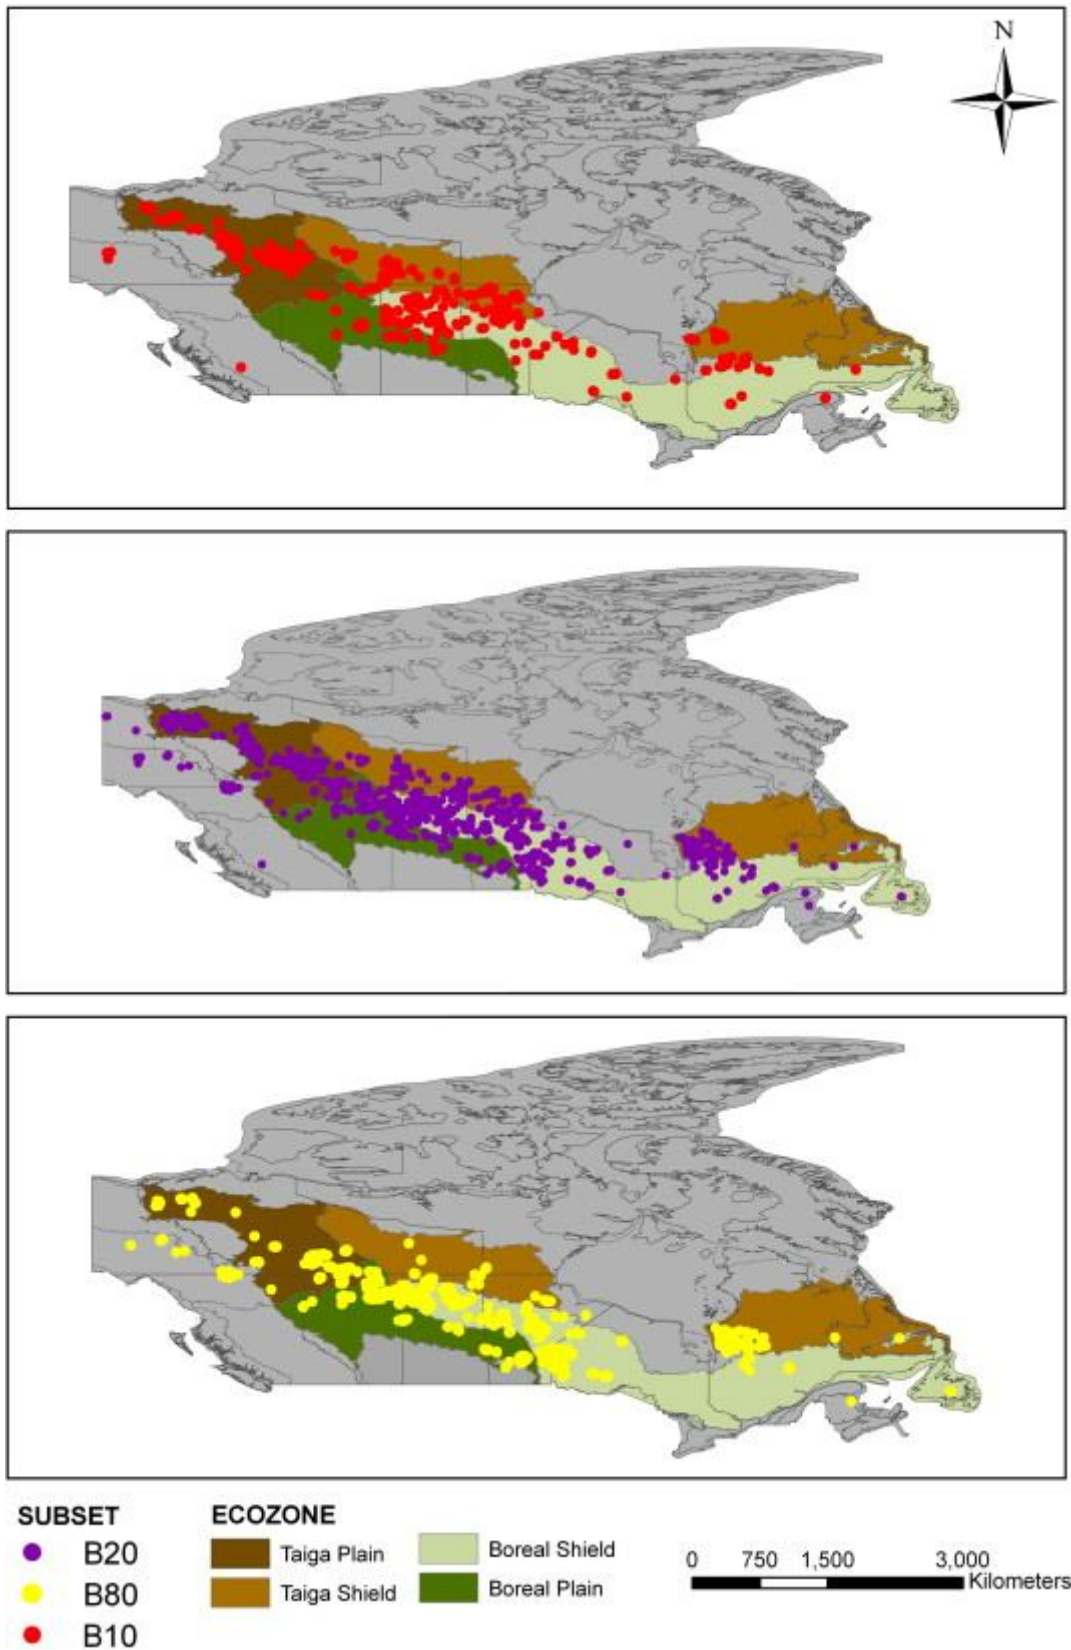 N
SUBSET
B20
B80
B10
ECOZONE
Taiga Plain
Taiga Shield
Boreal Shield
Boreal Plain
0 750 1,500 3,000
Kilometers